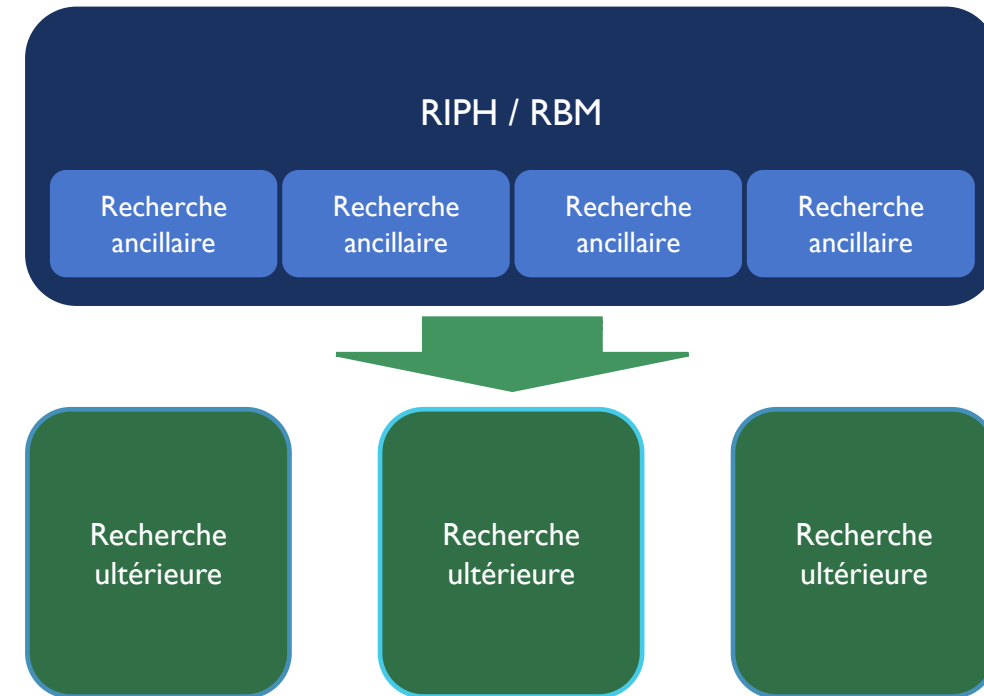 RIPH / RBM
Recherche
ancillaire
Recherche
ancillaire
Recherche
ancillaire
Recherche
ancillaire
Recherche
ultérieure
Recherche
ultérieure
Recherche
ultérieure